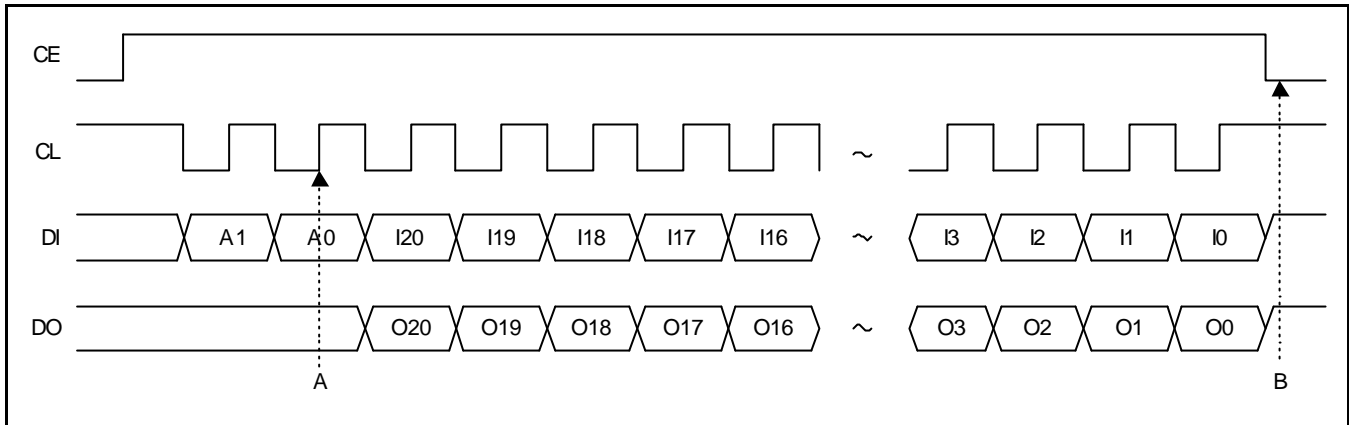 CE
CL
DI A1 A0 I20 I19 I18 I17 I16 ~ I3 I2 I1 I0
DO O20 O19 O18 O17 O16 ~ O3 O2 O1 O0
A B